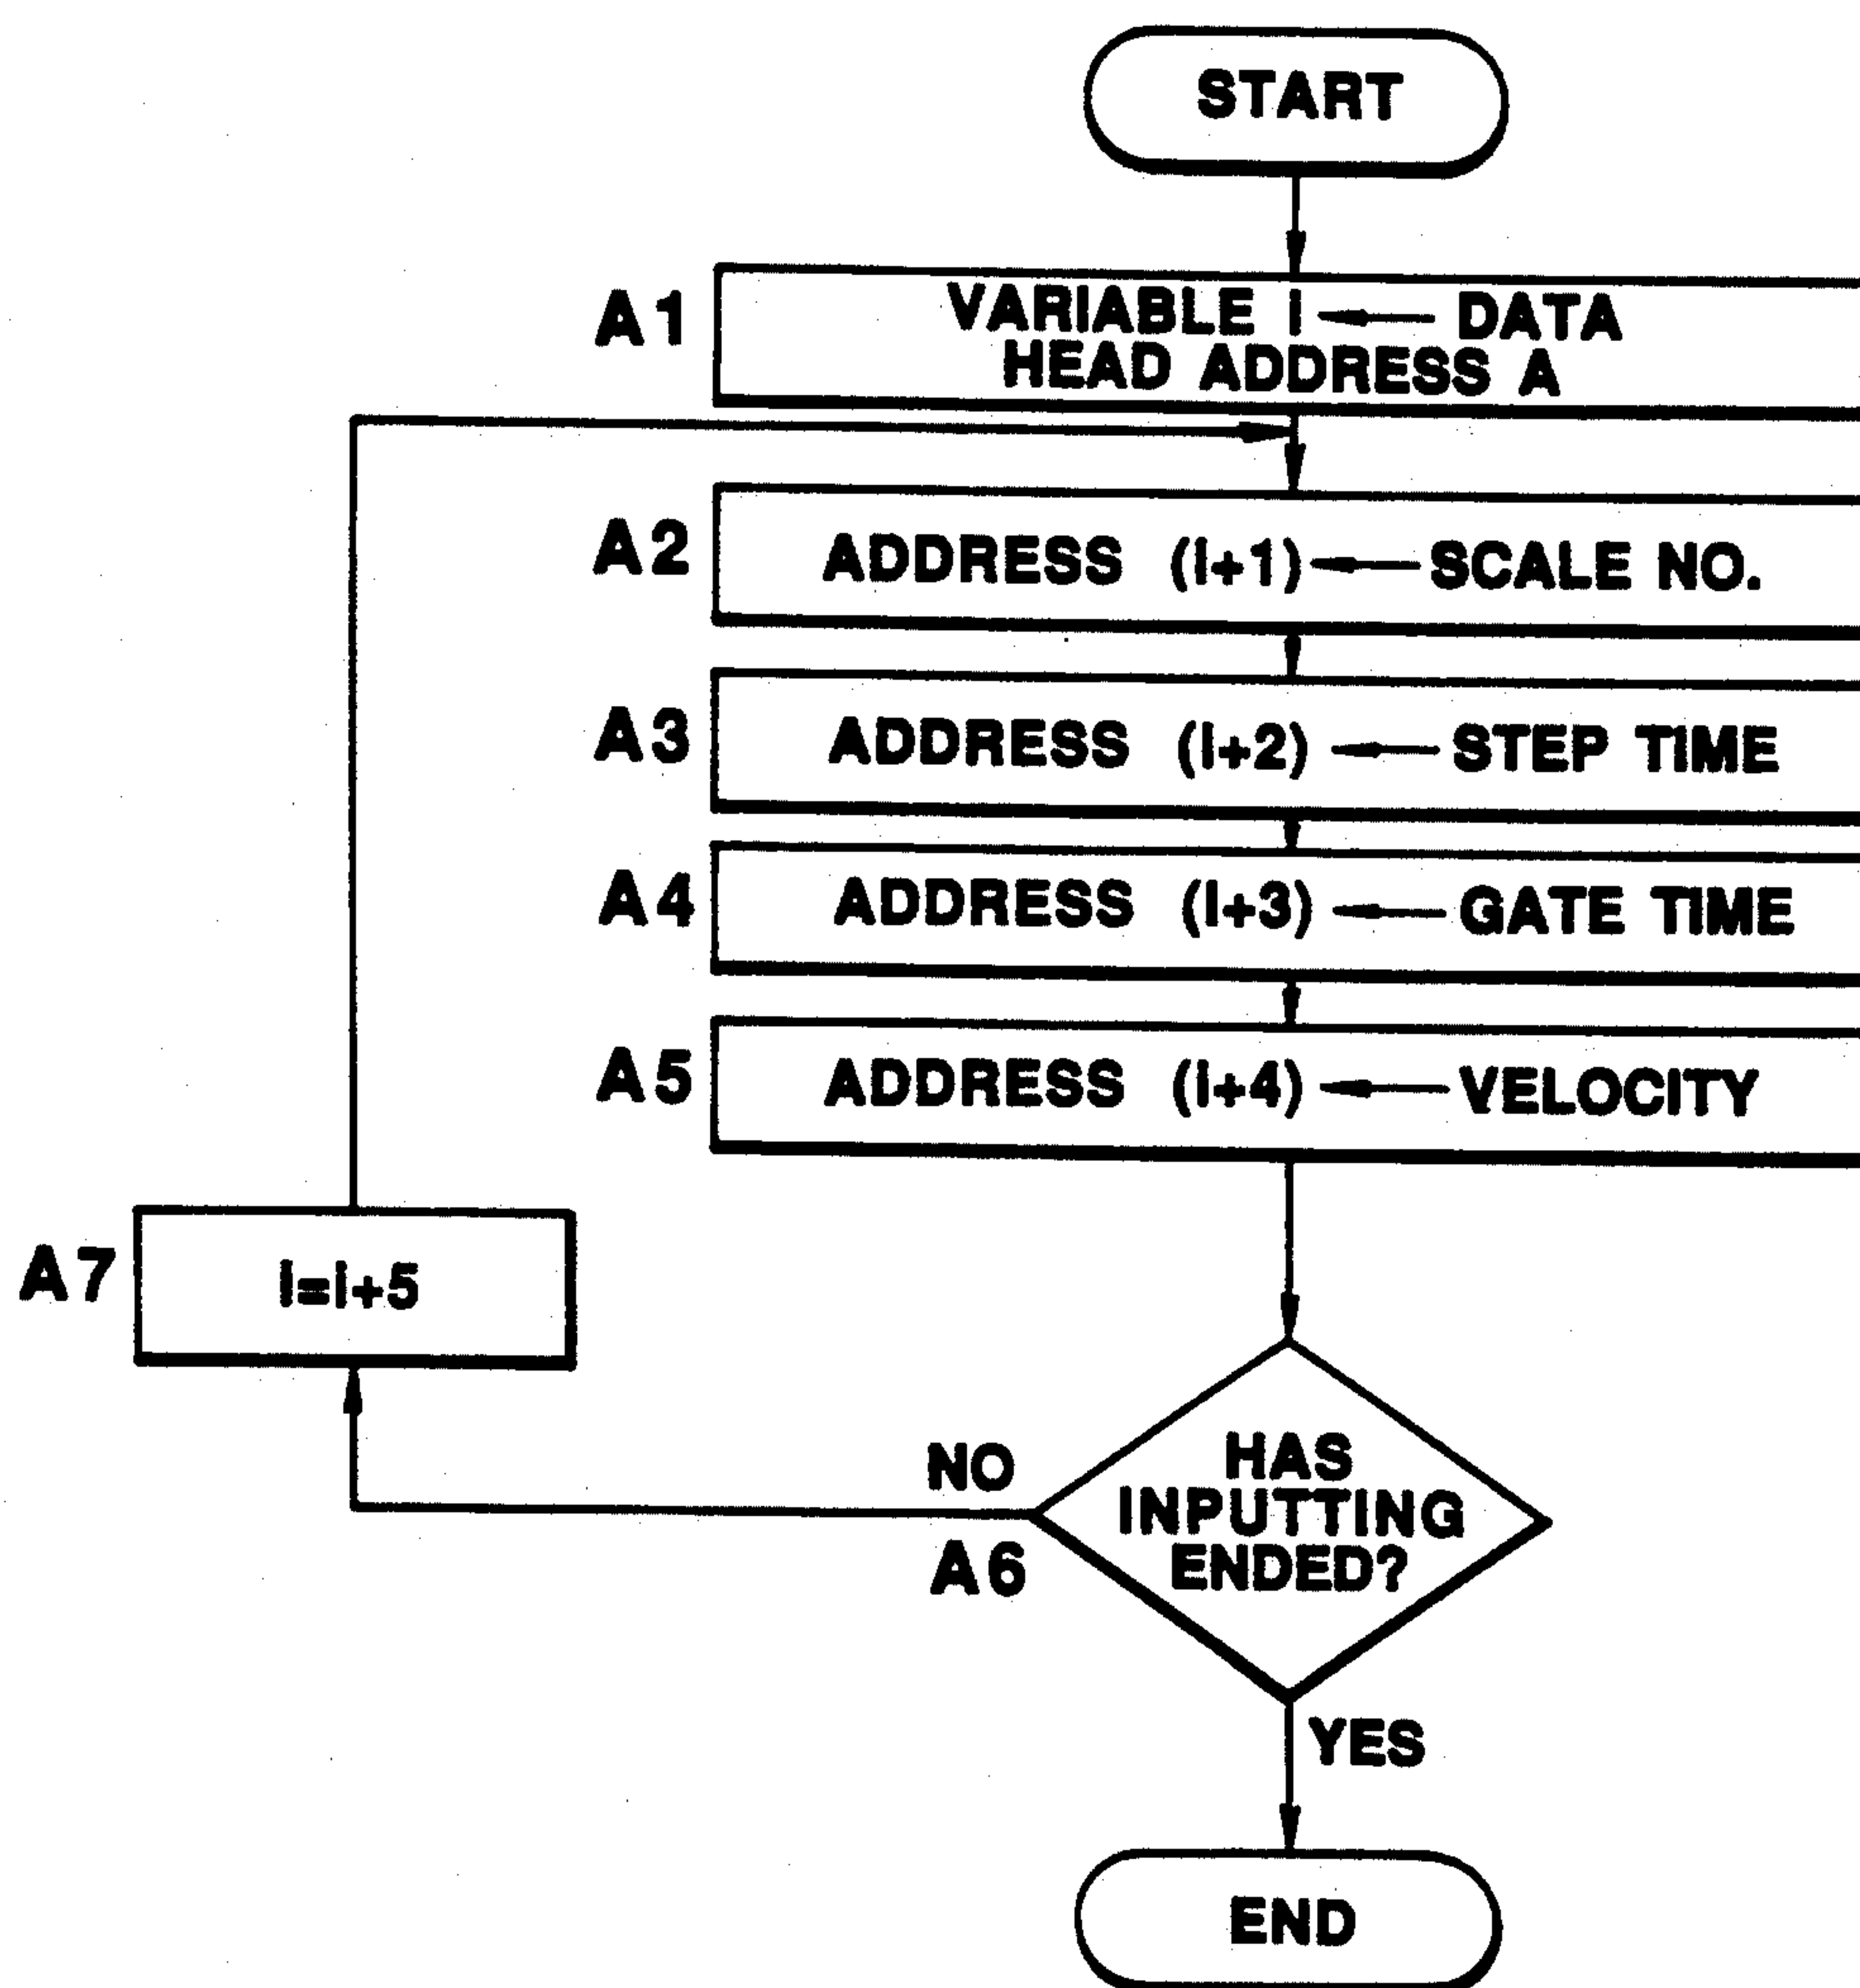 START
A1
VARIABLE i ← DATA
HEAD ADDRESS A
A2
ADDRESS (i+1) ← SCALE NO.
A3
ADDRESS (i+2) ← STEP TIME
A4
ADDRESS (i+3) ← GATE TIME
A5
ADDRESS (i+4) ← VELOCITY
A7
i=i+5
NO
A6
HAS
INPUTTING
ENDED?
YES
END